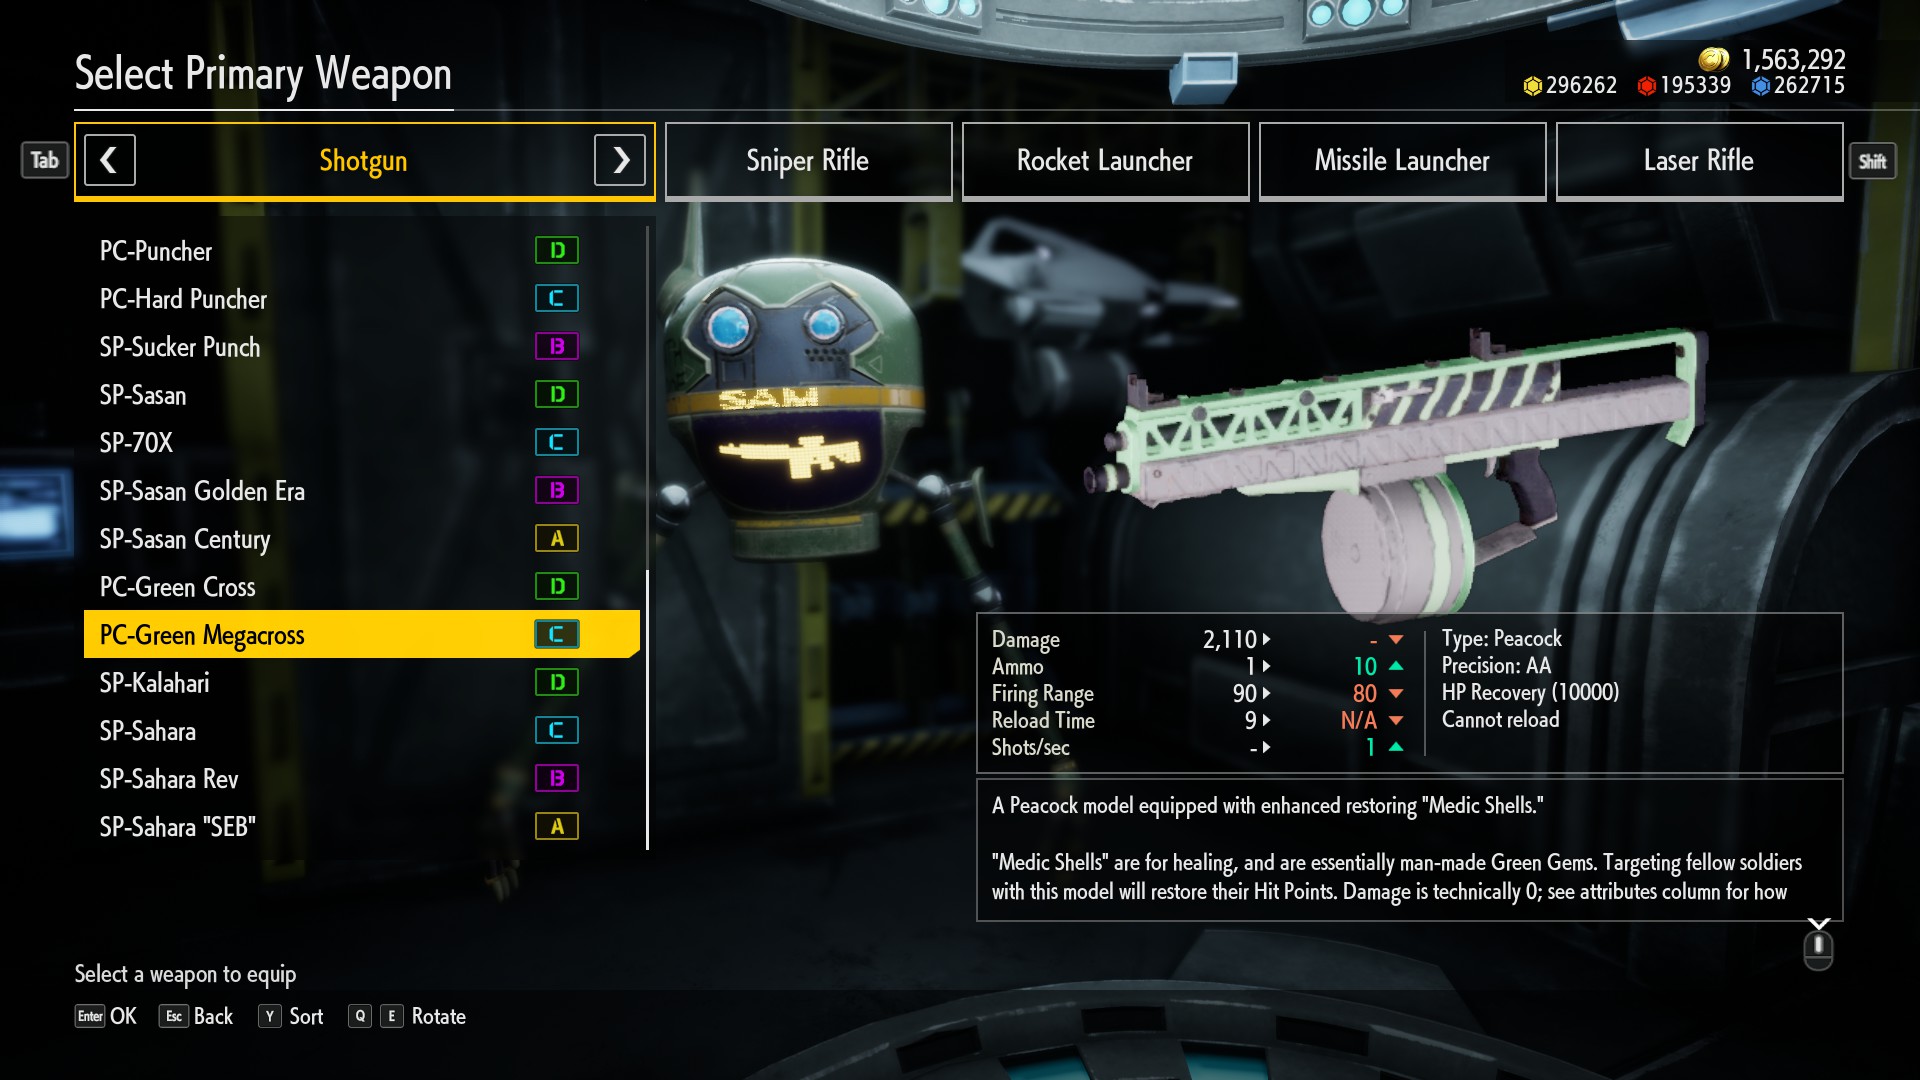 Select Primary Weapon
1,563,292
296262 195339 262715
Tab Shotgun Sniper Rifle Rocket Launcher Missile Launcher Laser Rifle Shift
PC-Puncher D
PC-Hard Puncher C
SP-Sucker Punch B
SP-Sasan D
SP-70X C
SP-Sasan Golden Era B
SP-Sasan Century A
PC-Green Cross D
PC-Green Megacross C
SP-Kalahari D
SP-Sahara C
SP-Sahara Rev B
SP-Sahara "SEB" A
SAM
Damage 2,110 -
Ammo 1 10
Firing Range 90 80
Reload Time 9 N/A
Shots/sec - 1
Type: Peacock
Precision: AA
HP Recovery (10000)
Cannot reload
A Peacock model equipped with enhanced restoring "Medic Shells."
"Medic Shells" are for healing, and are essentially man-made Green Gems. Targeting fellow soldiers
with this model will restore their Hit Points. Damage is technically 0; see attributes column for how
Select a weapon to equip
Enter OK Esc Back Y Sort Q E Rotate